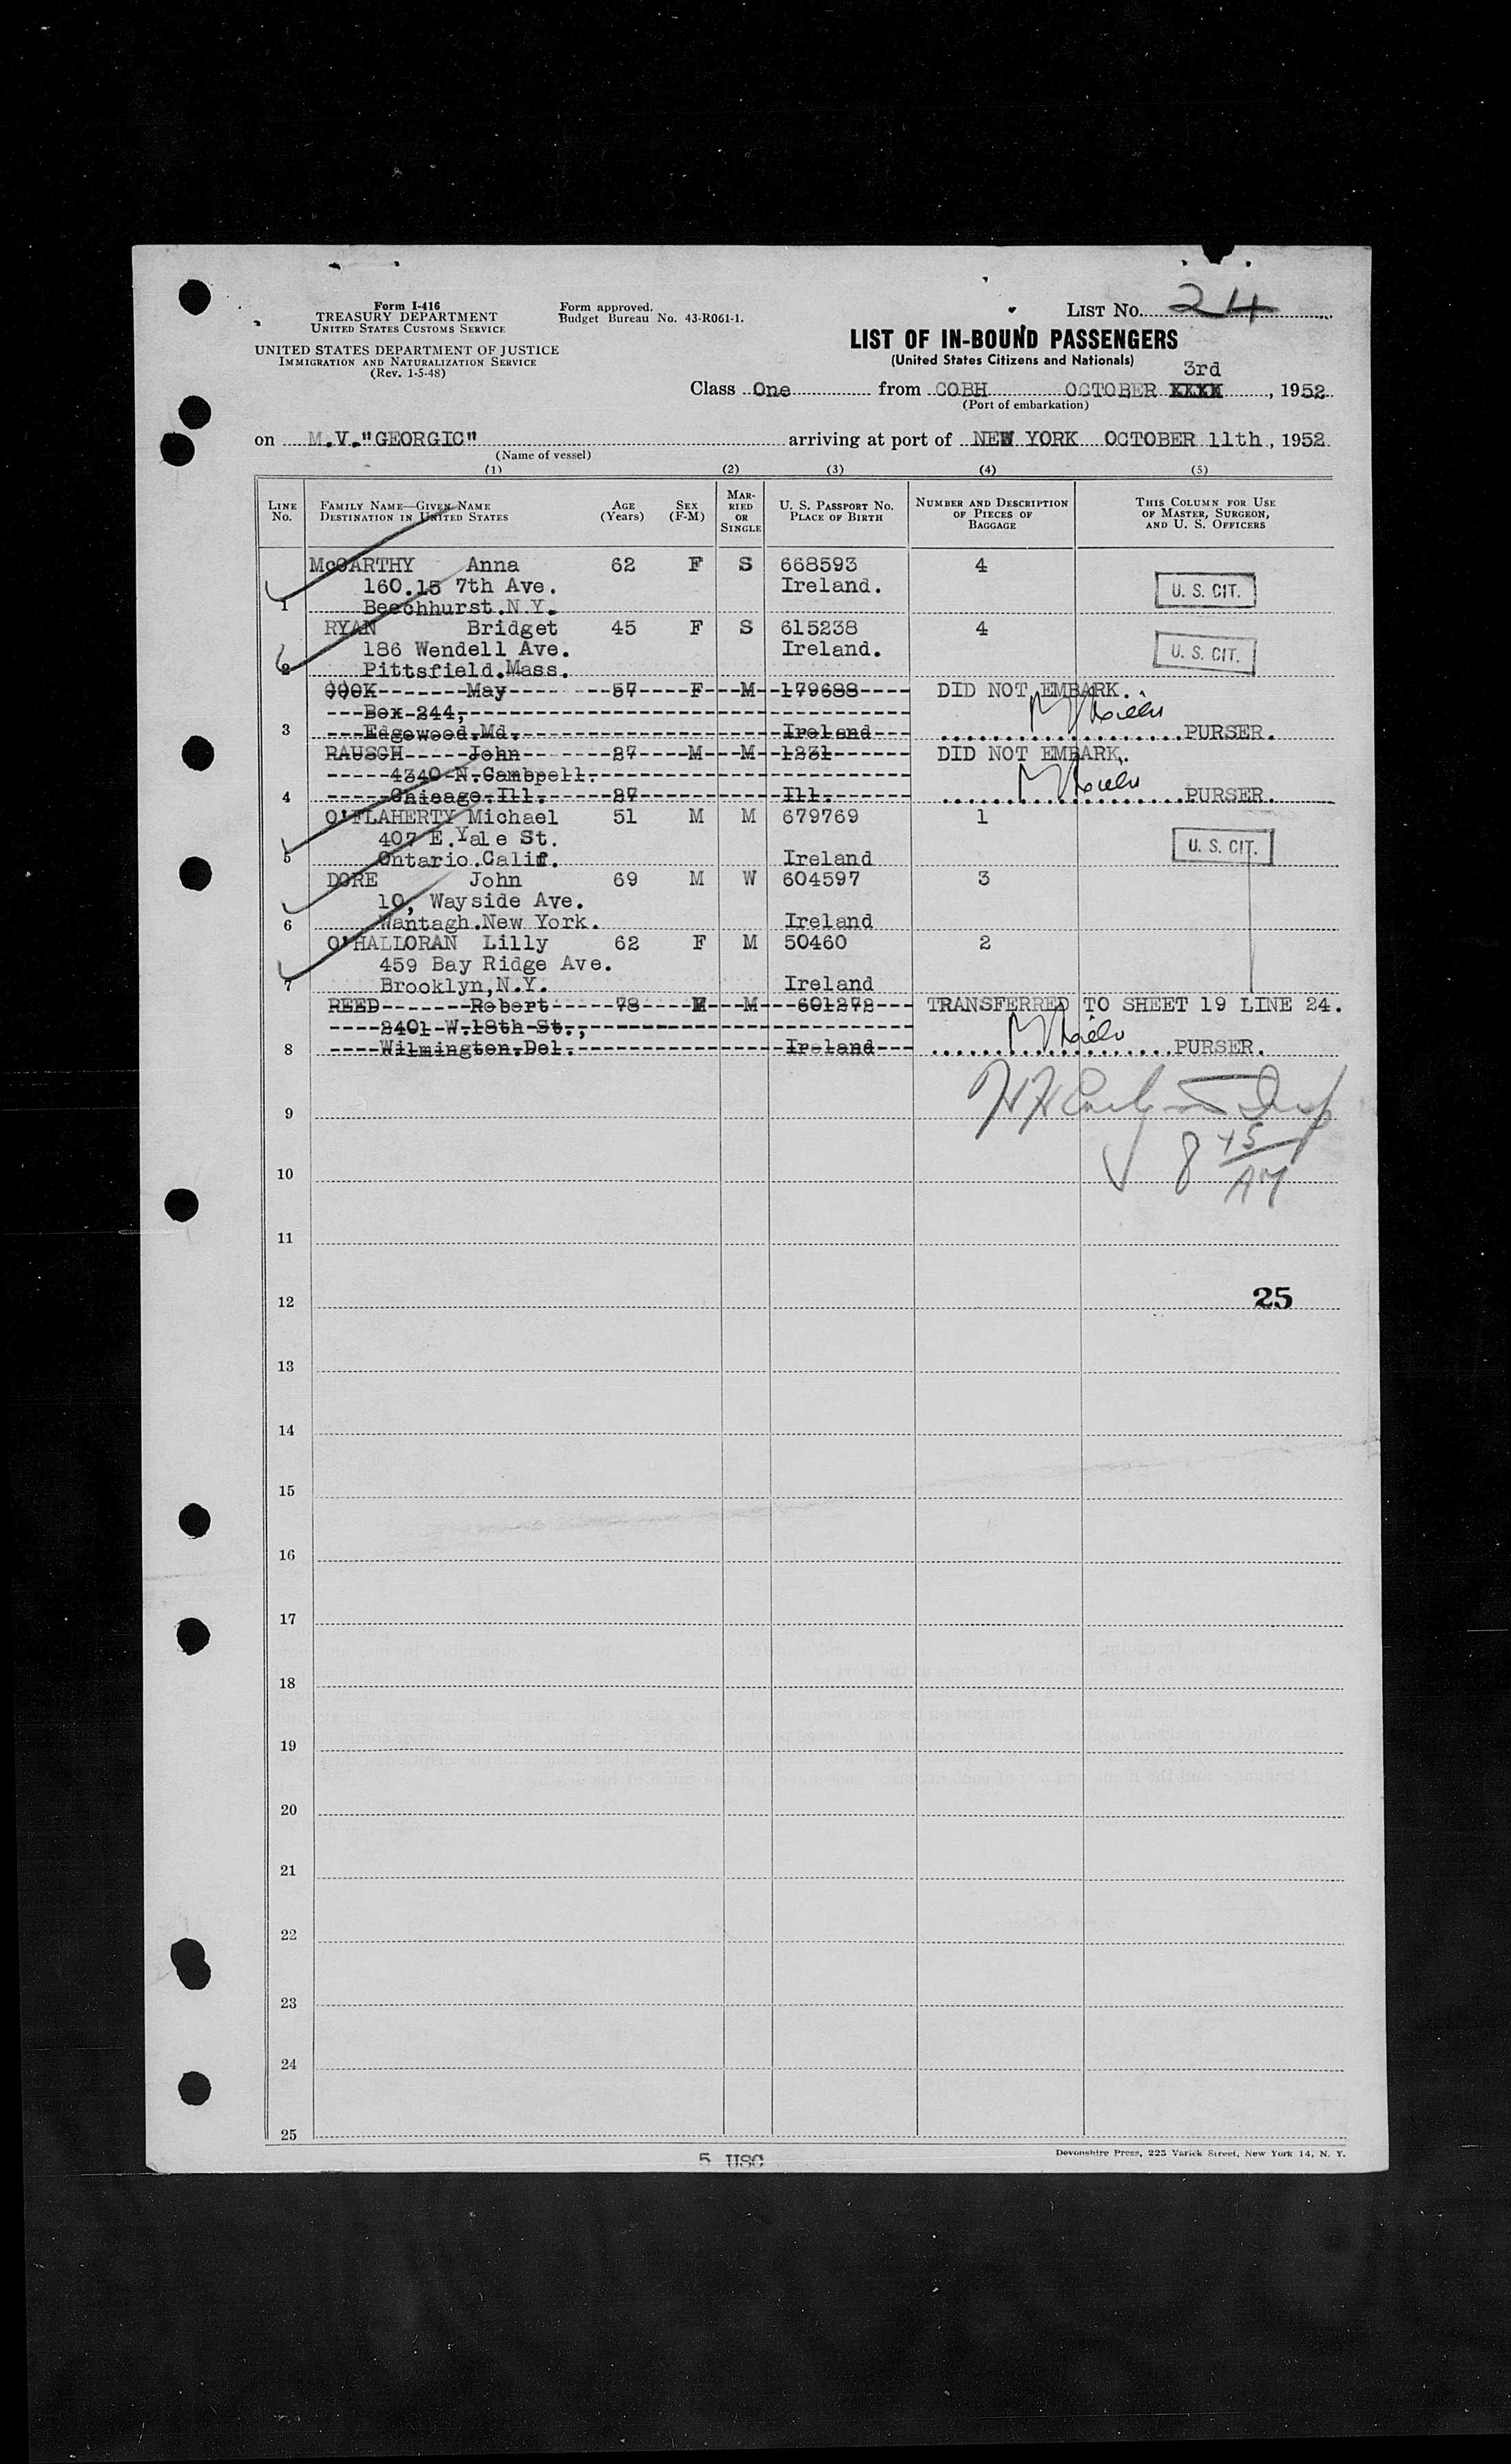 Form I-416
TREASURY DEPARTMENT
UNITED STATES CUSTOMS SERVICE
UNITED STATES DEPARTMENT OF JUSTICE
IMMIGRATION AND NATURALIZATION SERVICE
(Rev. 1-5-48)
Form approved.
Budget Bureau No. 43-R061-1.
LIST NO. 24
LIST OF IN-BOUND PASSENGERS
(United States Citizens and Nationals)
3rd
Class One from COBH OCTOBER XXXX, 1952
(Port of embarkation)
on M.V."GEORGIC" arriving at port of NEW YORK OCTOBER 11th, 1952
(Name of vessel)
(1) (2) (3) (4) (5)
LINE NO. FAMILY NAME—GIVEN NAME DESTINATION IN UNITED STATES AGE (Years) SEX (F-M) MARRIED OR SINGLE U. S. PASSPORT NO. PLACE OF BIRTH NUMBER AND DESCRIPTION OF PIECES OF BAGGAGE THIS COLUMN FOR USE OF MASTER, SURGEON, AND U. S. OFFICERS
McCARTHY Anna 62 F S 668593 4
160.15 7th Ave. Ireland. U. S. CIT.
1 Beechhurst.N.Y.
RYAN Bridget 45 F S 615238 4
186 Wendell Ave. Ireland. U. S. CIT.
2 Pittsfield.Mass.
COOK-------May----- --57----F---M--179688---- DID NOT EMBARK.
---Box-244,
3 ---Edgewood.Md.--- Ireland--- PURSER.
RAUSCH-----John------27----M---M--1231------ DID NOT EMBARK.
-----4340-N.Cambpell.
4 -----Chicago.Ill.----27 Ill.--- PURSER.
O'FLAHERTY Michael 51 M M 679769 1
407 E.Yale St. U. S. CIT.
5 Ontario.Calif. Ireland
DORE John 69 M W 604597 3
10, Wayside Ave.
6 Wantagh.New York. Ireland
O'HALLORAN Lilly 62 F M 50460 2
459 Bay Ridge Ave.
7 Brooklyn,N.Y. Ireland
REED-------Robert-----78----M---M---601272--- TRANSFERRED TO SHEET 19 LINE 24.
----2401-W.18th-St.,
8 ----Wilmington.Del.--- Ireland--- PURSER.
9
8 45
AM
10
11
12 25
13
14
15
16
17
18
19
20
21
22
23
24
25
5 USC
Devonshire Press, 225 Varick Street, New York 14, N. Y.